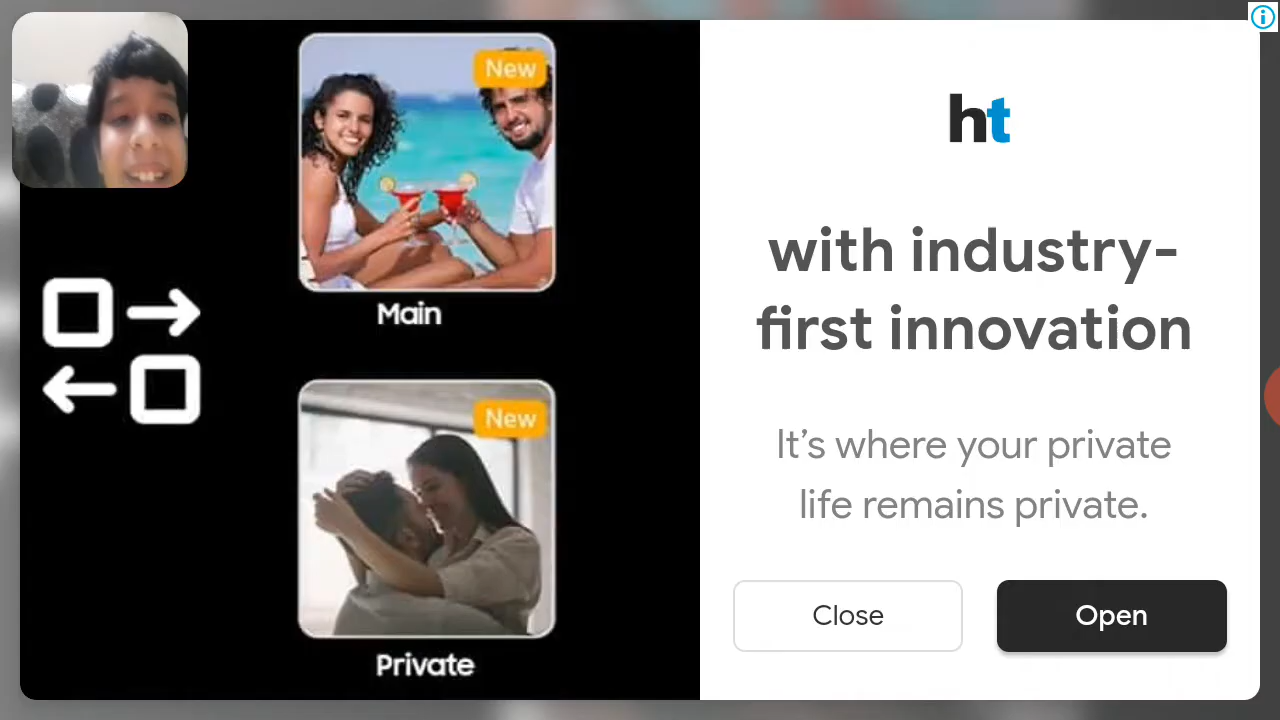 New
Main
New
Private
ht
with industry-
first innovation
It’s where your private
life remains private.
Close
Open